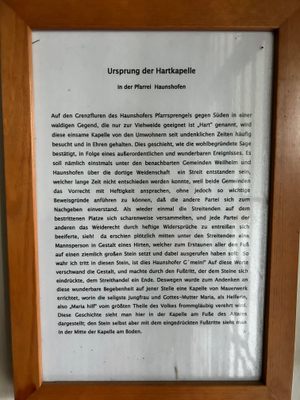 Ursprung der Hartkapelle
in der Pfarrei Haunshofen
Auf den Grenzfluren des Haunshofers Pfarrsprengels gegen Süden in einer
waldigen Gegend, die nur zur Viehweide geeignet ist „Hart" genannt, wird
diese einsame Kapelle von den Umwohnern seit undenklichen Zeiten häufig
besucht und in Ehren gehalten. Dies geschieht, wie die wohlbegründete Sage
bestätigt, in Folge eines außerordentlichen und wunderbaren Ereignisses. Es
soll nämlich einstmals unter den benachbarten Gemeinden Weilheim und
Haunshofen über die dortige Weidenschaft ein Streit entstanden sein,
welcher lange Zeit nicht entschieden werden konnte, weil beide Gemeinden
das Vorrecht mit Heftigkeit ansprechen, ohne jedoch so wichtige
Beweisgründe anführen zu können, daß die andere Partei sich zum
Nachgeben einverstand. Als wieder einmal die Streitenden auf dem
bestrittenen Platze sich scharenweise versammelten, und jede Partei der
anderen das Weiderecht durch heftige Widersprüche zu entreißen sich
beeiferte, sieh! da erschien plötzlich mitten unter den Streitenden eine
Mannsperson in Gestalt eines Hirten, welcher zum Erstaunen aller den Fuß
auf einen ziemlich großen Stein setzt und dabei ausgerufen haben soll: So
wahr ich tritt in diesen Stein, ist dies Haunshofer G´mein!" Auf diese Worte
verschwand die Gestalt, und machte durch den Fußtritt, der dem Steine sich
eindrückte, dem Streithandel ein Ende. Deswegen wurde zum Andenken an
diese wunderbare Begebenheit auf jener Stelle eine Kapelle von Mauerwerk
errichtet, worin die seligste Jungfrau und Gottes-Mutter Maria, als Helferin,
also „Maria hilf" vom größten Theile des Volkes frommgläubig verehrt wird.
Diese Geschichte sieht man hier in der Kapelle am Fuße des Altares
dargestellt; den Stein selbst aber mit dem eingedrückten Fußtritte sieht man
in der Mitte der Kapelle am Boden.